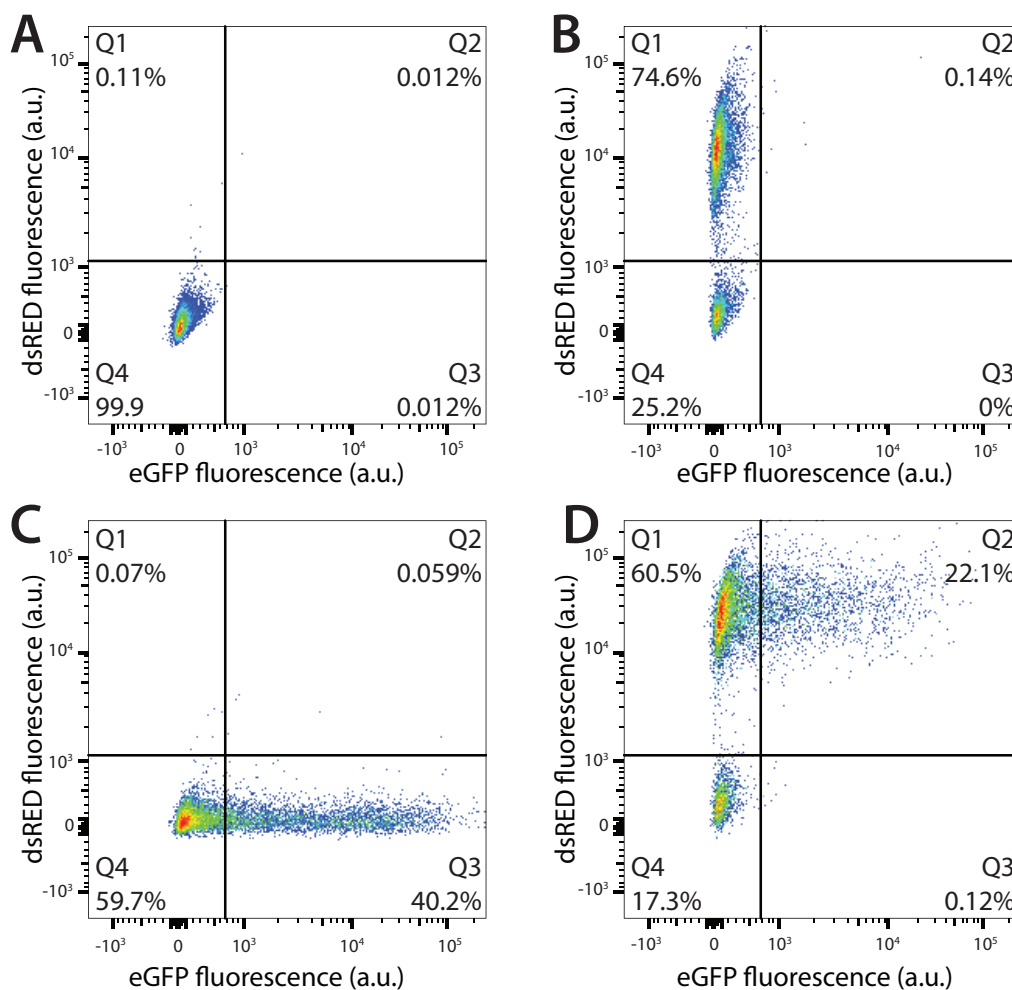 A
Q1
Q2
0.11%
0.012%
10⁵
10⁴
10³
0
-10³
dsRED fluorescence (a.u.)
Q4
Q3
99.9
0.012%
-10³ 0 10³ 10⁴ 10⁵
eGFP fluorescence (a.u.)
B
Q1
Q2
74.6%
0.14%
10⁵
10⁴
10³
0
-10³
dsRED fluorescence (a.u.)
Q4
Q3
25.2%
0%
-10³ 0 10³ 10⁴ 10⁵
eGFP fluorescence (a.u.)
C
Q1
Q2
0.07%
0.059%
10⁵
10⁴
10³
0
-10³
dsRED fluorescence (a.u.)
Q4
Q3
59.7%
40.2%
-10³ 0 10³ 10⁴ 10⁵
eGFP fluorescence (a.u.)
D
Q1
Q2
60.5%
22.1%
10⁵
10⁴
10³
0
-10³
dsRED fluorescence (a.u.)
Q4
Q3
17.3%
0.12%
-10³ 0 10³ 10⁴ 10⁵
eGFP fluorescence (a.u.)